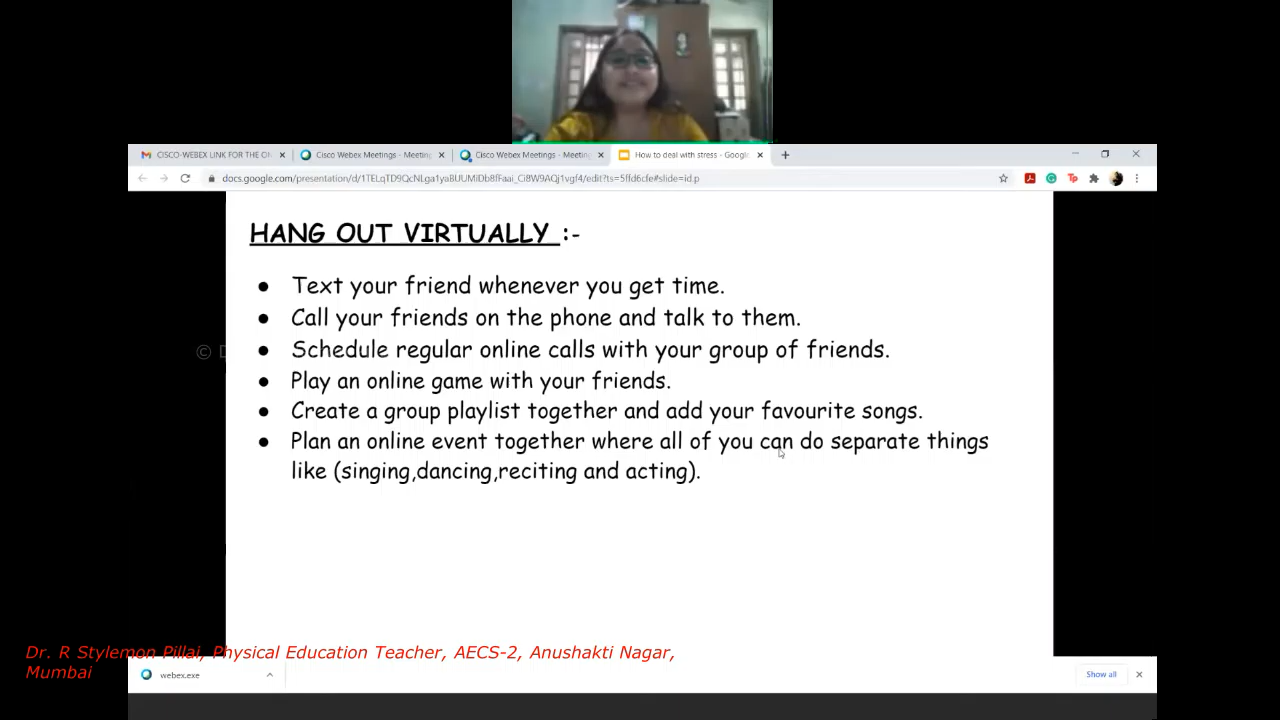 CISCO-WEBEX LINK FOR THE ON
Cisco Webex Meetings - Meeting
Cisco Webex Meetings - Meeting
How to deal with stress - Google
docs.google.com/presentation/d/1TELqTD9QcNLga1yaBUUMiDb8fFaai_Ci8W9AQj1vgf4/edit?ts=5ffd6cfe#slide=id.p
HANG OUT VIRTUALLY :-
● Text your friend whenever you get time.
● Call your friends on the phone and talk to them.
● Schedule regular online calls with your group of friends.
● Play an online game with your friends.
● Create a group playlist together and add your favourite songs.
● Plan an online event together where all of you can do separate things
like (singing,dancing,reciting and acting).
©
Dr. R Stylemon Pillai, Physical Education Teacher, AECS-2, Anushakti Nagar,
Mumbai
webex.exe
Show all